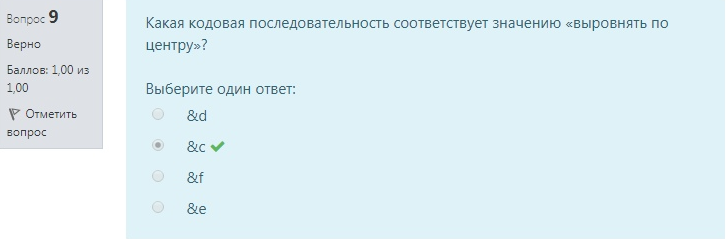 Вопрос 9
Верно
Баллов: 1,00 из
1,00
Отметить
вопрос
Какая кодовая последовательность соответствует значению «выровнять по
центру»?
Выберите один ответ:
&d
&c
&f
&e